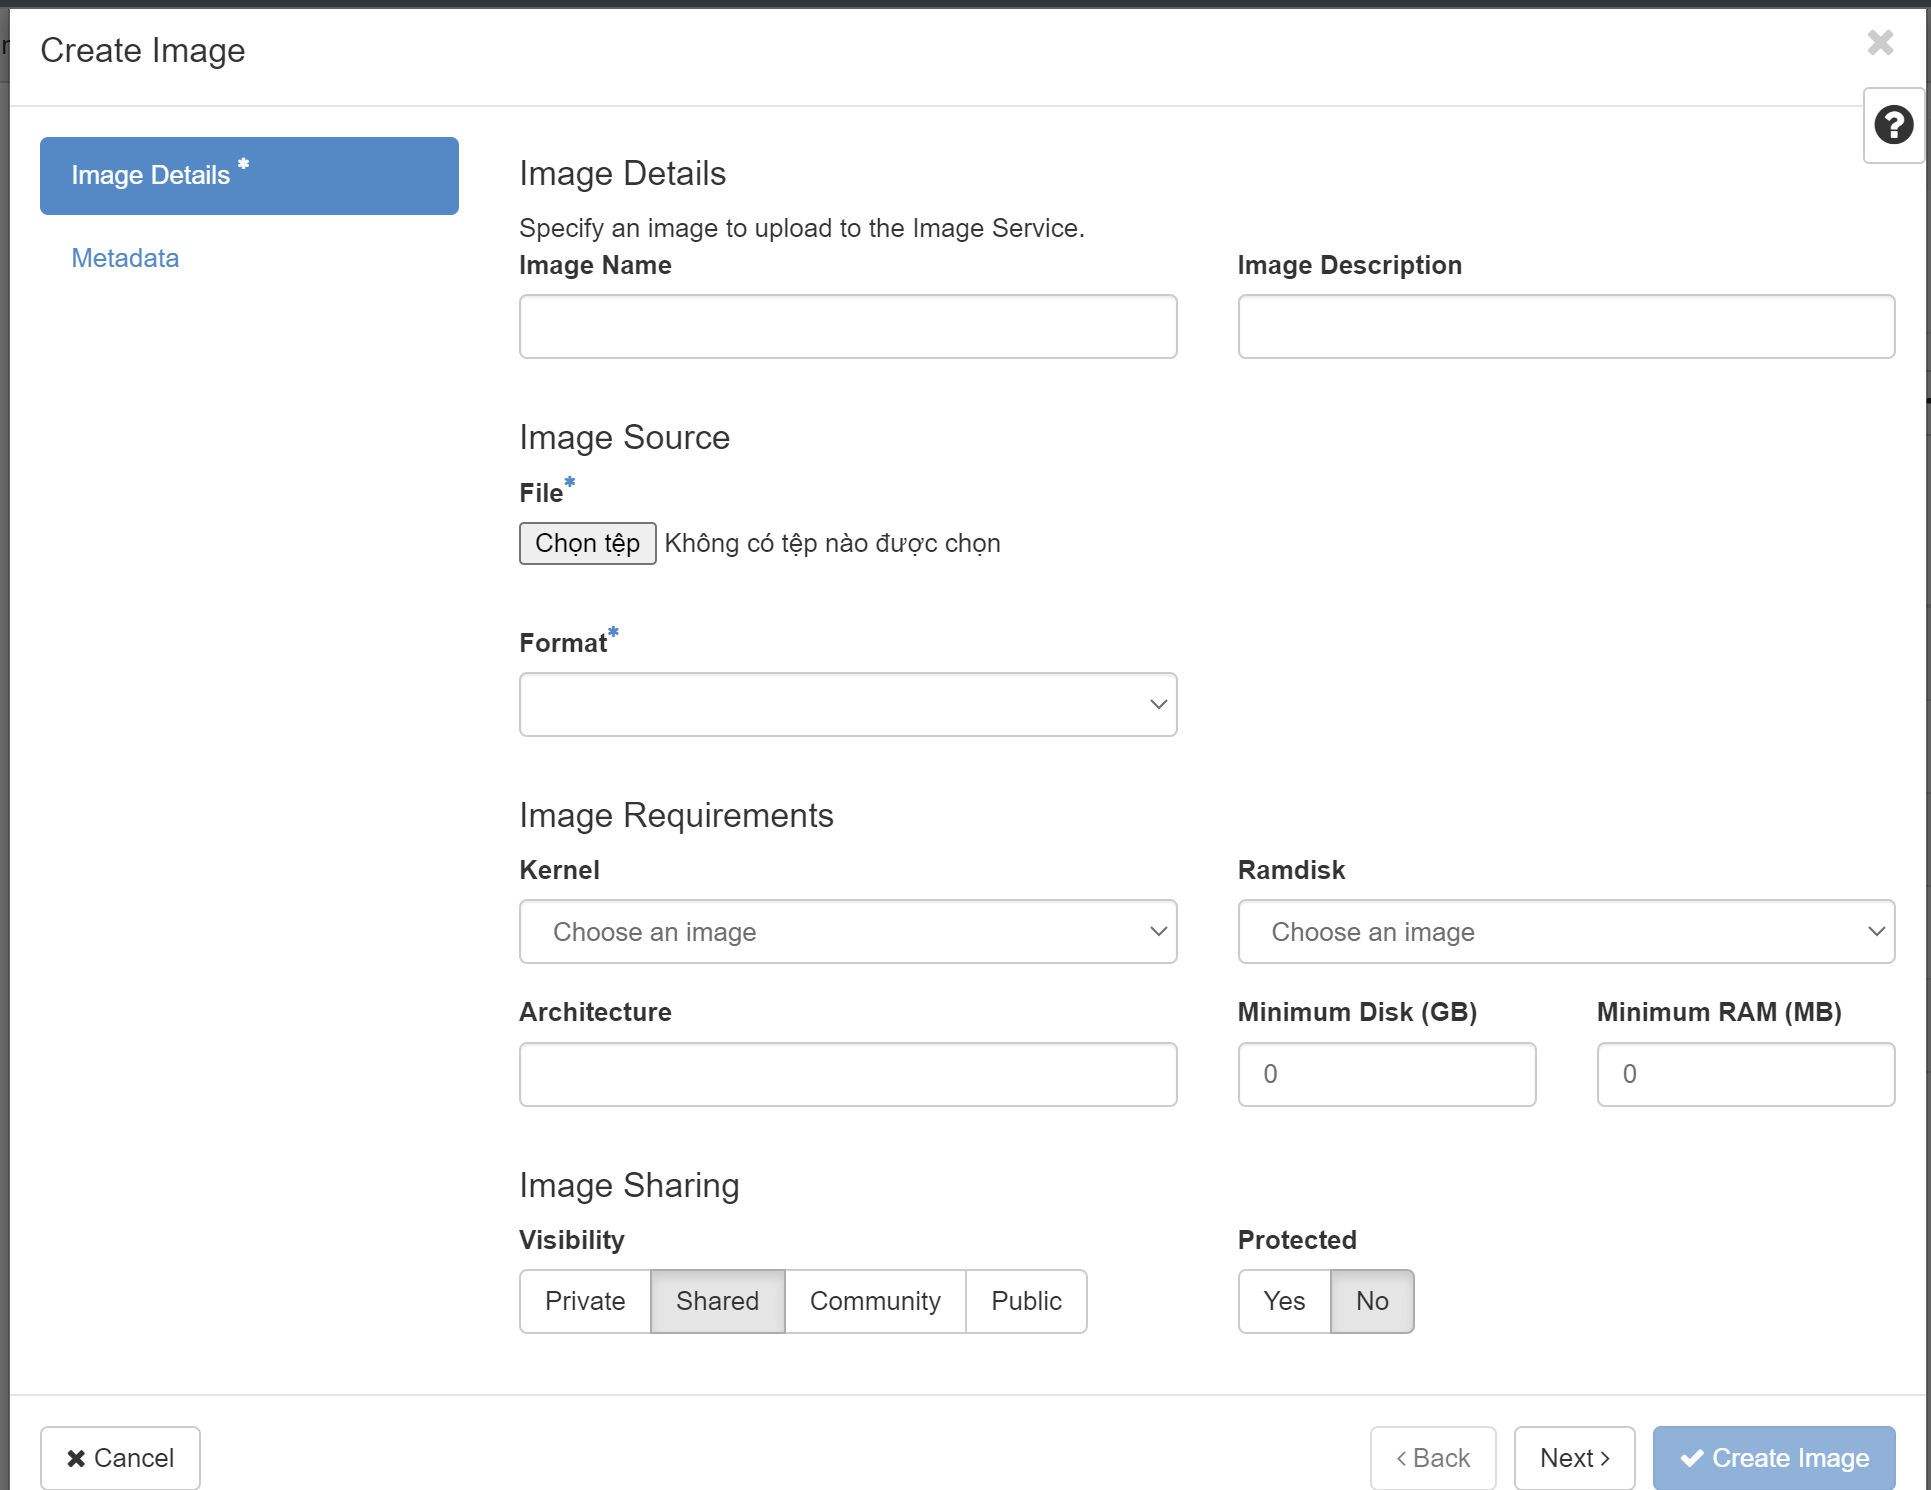 Create Image
Image Details *
Metadata
Image Details
Specify an image to upload to the Image Service.
Image Name
Image Description
Image Source
File*
Chọn tệp Không có tệp nào được chọn
Format*
Image Requirements
Kernel
Ramdisk
Choose an image
Choose an image
Architecture
Minimum Disk (GB)
Minimum RAM (MB)
0
0
Image Sharing
Visibility
Protected
Private Shared Community Public
Yes No
Cancel
‹ Back
Next ›
Create Image